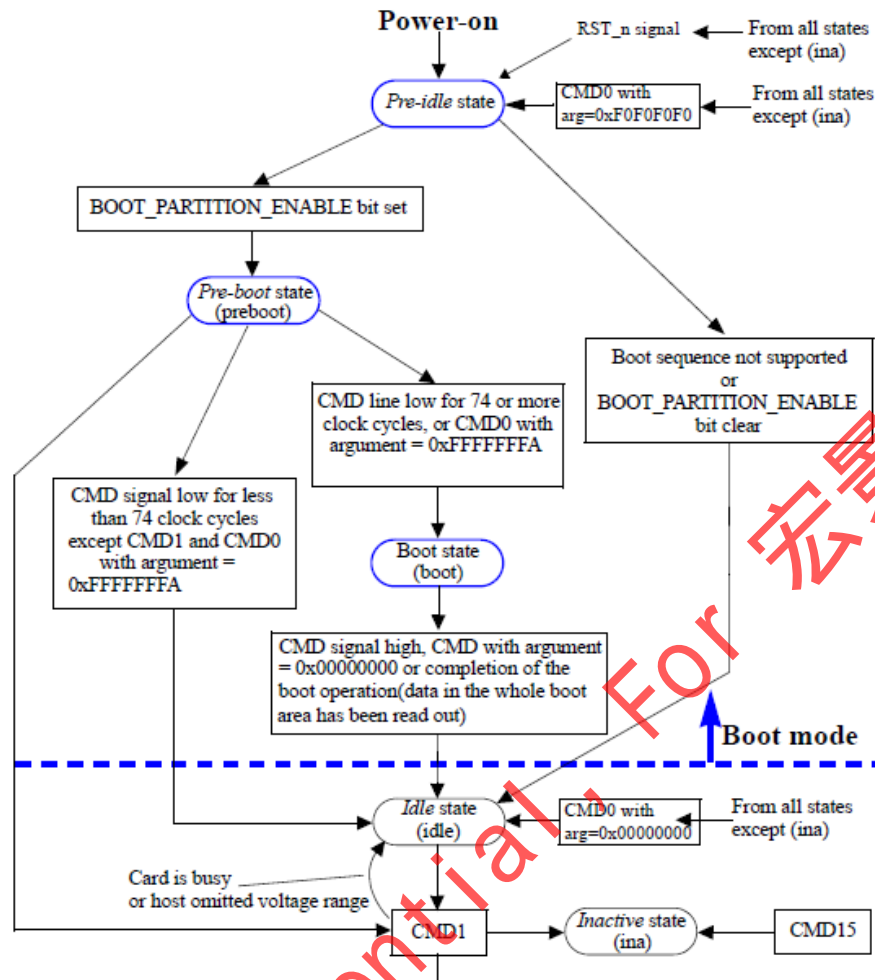 Power-on
RST_n signal
From all states
except (ina)
Pre-idle state
CMD0 with
arg=0xF0F0F0F0
From all states
except (ina)
BOOT_PARTITION_ENABLE bit set
Pre-boot state
(preboot)
Boot sequence not supported
or
BOOT_PARTITION_ENABLE
bit clear
CMD line low for 74 or more
clock cycles, or CMD0 with
argument = 0xFFFFFFFA
CMD signal low for less
than 74 clock cycles
except CMD1 and CMD0
with argument =
0xFFFFFFFA
Boot state
(boot)
CMD signal high, CMD with argument
= 0x00000000 or completion of the
boot operation(data in the whole boot
area has been read out)
Boot mode
Idle state
(idle)
CMD0 with
arg=0x00000000
From all states
except (ina)
Card is busy
or host omitted voltage range
CMD1
Inactive state
(ina)
CMD15
ential, For 宏